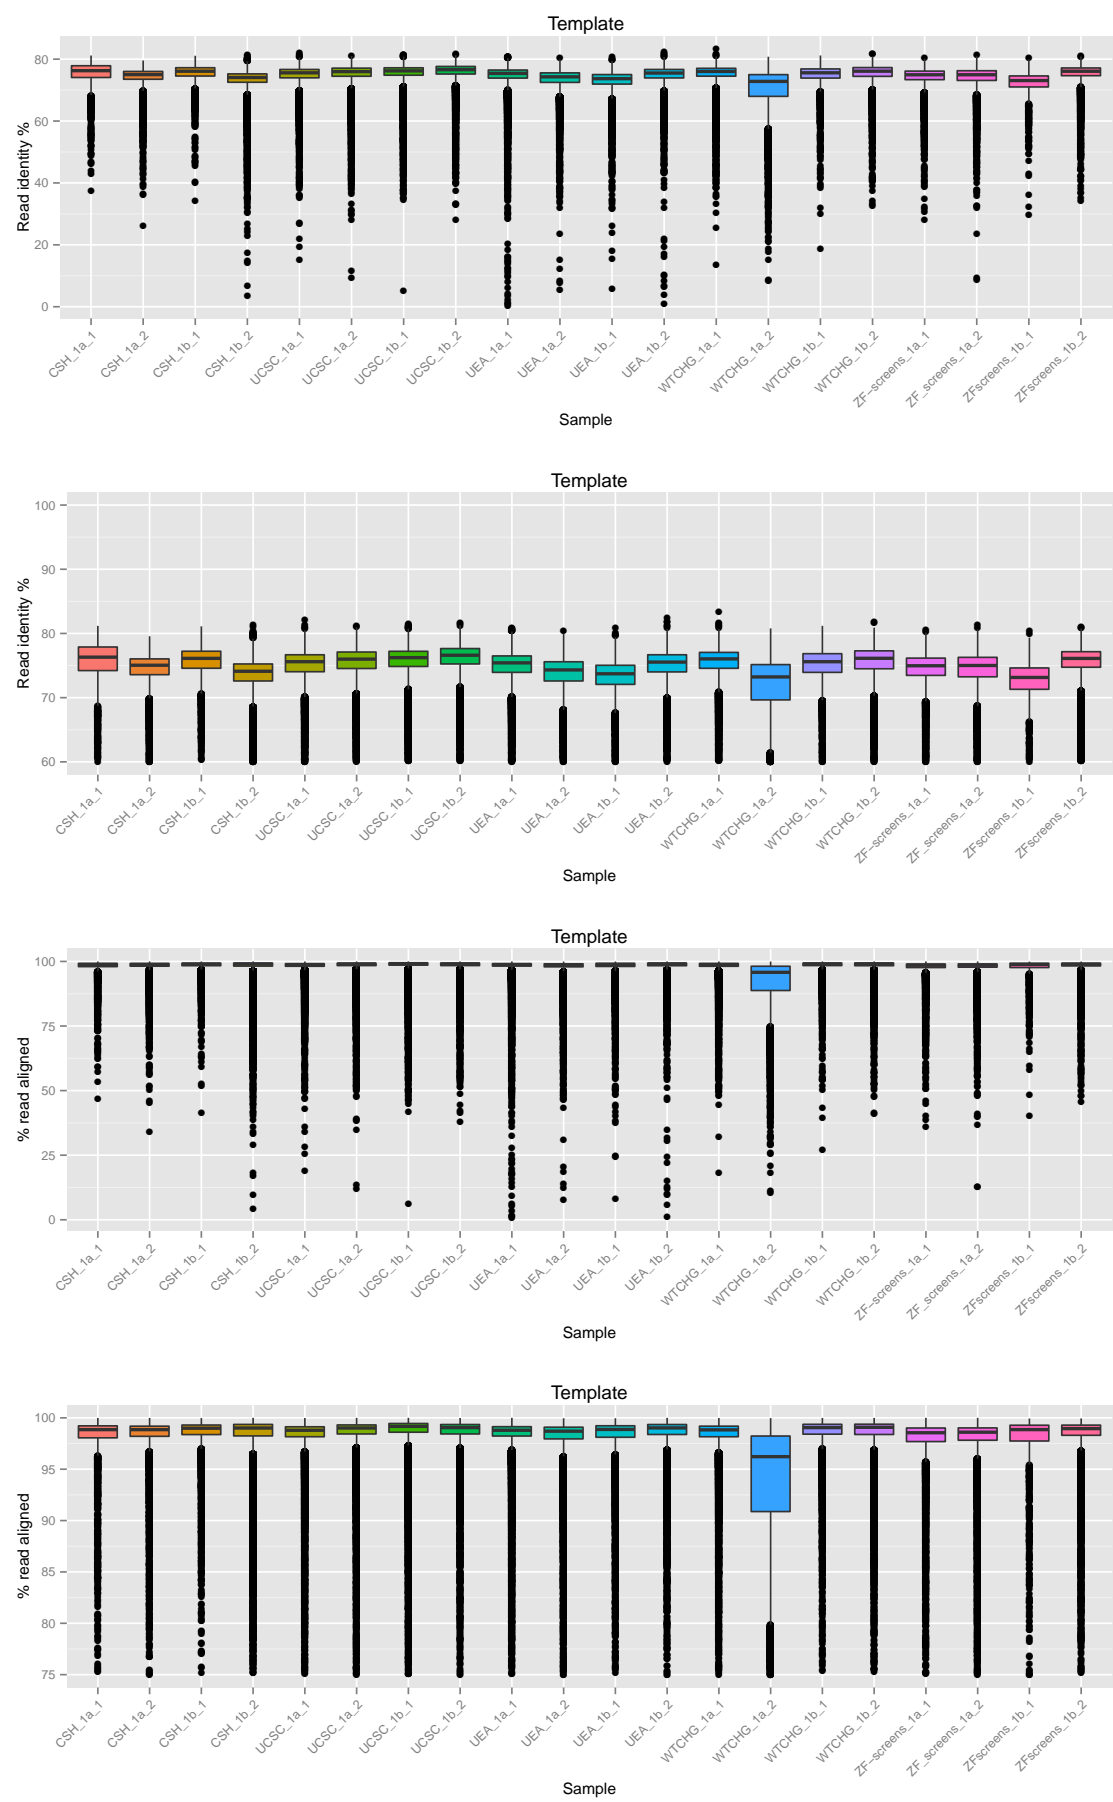 Template
Read identity %
80
60
40
20
0
CSH_1a_1 CSH_1a_2 CSH_1b_1 CSH_1b_2 UCSC_1a_1 UCSC_1a_2 UCSC_1b_1 UCSC_1b_2 UEA_1a_1 UEA_1a_2 UEA_1b_1 UEA_1b_2 WTCHG_1a_1 WTCHG_1a_2 WTCHG_1b_1 WTCHG_1b_2 ZF-screens_1a_1 ZF_screens_1a_2 ZFscreens_1b_1 ZFscreens_1b_2
Sample
Template
Read identity %
100
90
80
70
60
CSH_1a_1 CSH_1a_2 CSH_1b_1 CSH_1b_2 UCSC_1a_1 UCSC_1a_2 UCSC_1b_1 UCSC_1b_2 UEA_1a_1 UEA_1a_2 UEA_1b_1 UEA_1b_2 WTCHG_1a_1 WTCHG_1a_2 WTCHG_1b_1 WTCHG_1b_2 ZF-screens_1a_1 ZF_screens_1a_2 ZFscreens_1b_1 ZFscreens_1b_2
Sample
Template
% read aligned
100
75
50
25
0
CSH_1a_1 CSH_1a_2 CSH_1b_1 CSH_1b_2 UCSC_1a_1 UCSC_1a_2 UCSC_1b_1 UCSC_1b_2 UEA_1a_1 UEA_1a_2 UEA_1b_1 UEA_1b_2 WTCHG_1a_1 WTCHG_1a_2 WTCHG_1b_1 WTCHG_1b_2 ZF-screens_1a_1 ZF_screens_1a_2 ZFscreens_1b_1 ZFscreens_1b_2
Sample
Template
% read aligned
100
95
90
85
80
75
CSH_1a_1 CSH_1a_2 CSH_1b_1 CSH_1b_2 UCSC_1a_1 UCSC_1a_2 UCSC_1b_1 UCSC_1b_2 UEA_1a_1 UEA_1a_2 UEA_1b_1 UEA_1b_2 WTCHG_1a_1 WTCHG_1a_2 WTCHG_1b_1 WTCHG_1b_2 ZF-screens_1a_1 ZF_screens_1a_2 ZFscreens_1b_1 ZFscreens_1b_2
Sample